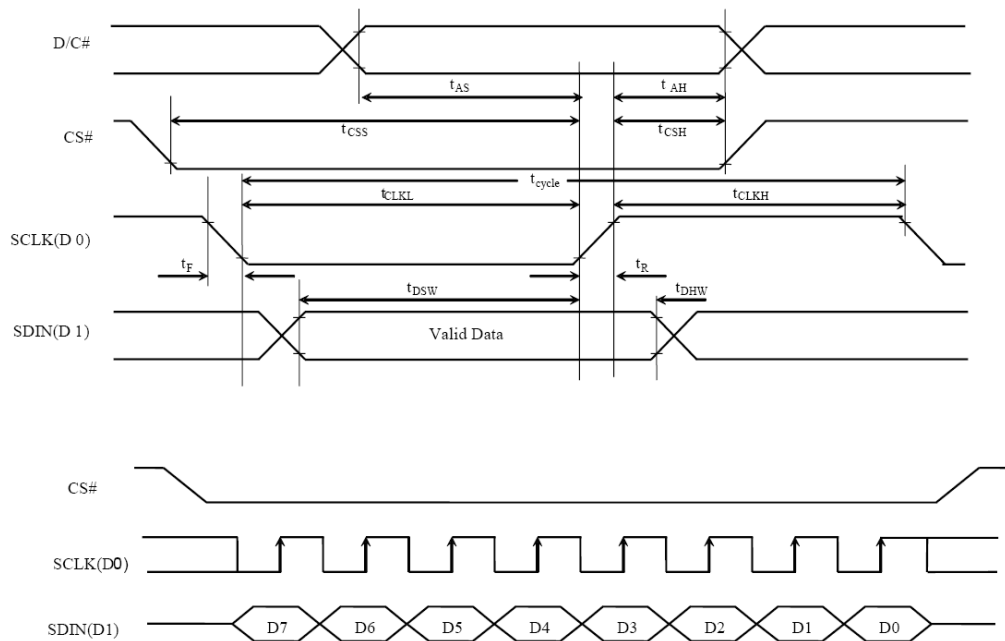 D/C#
tAS
tAH
CS#
tCSS
tCSH
tcycle
tCLKL
tCLKH
SCLK(D 0)
tF
tR
tDSW
tDHW
SDIN(D 1)
Valid Data
CS#
SCLK(D0)
SDIN(D1)
D7 D6 D5 D4 D3 D2 D1 D0